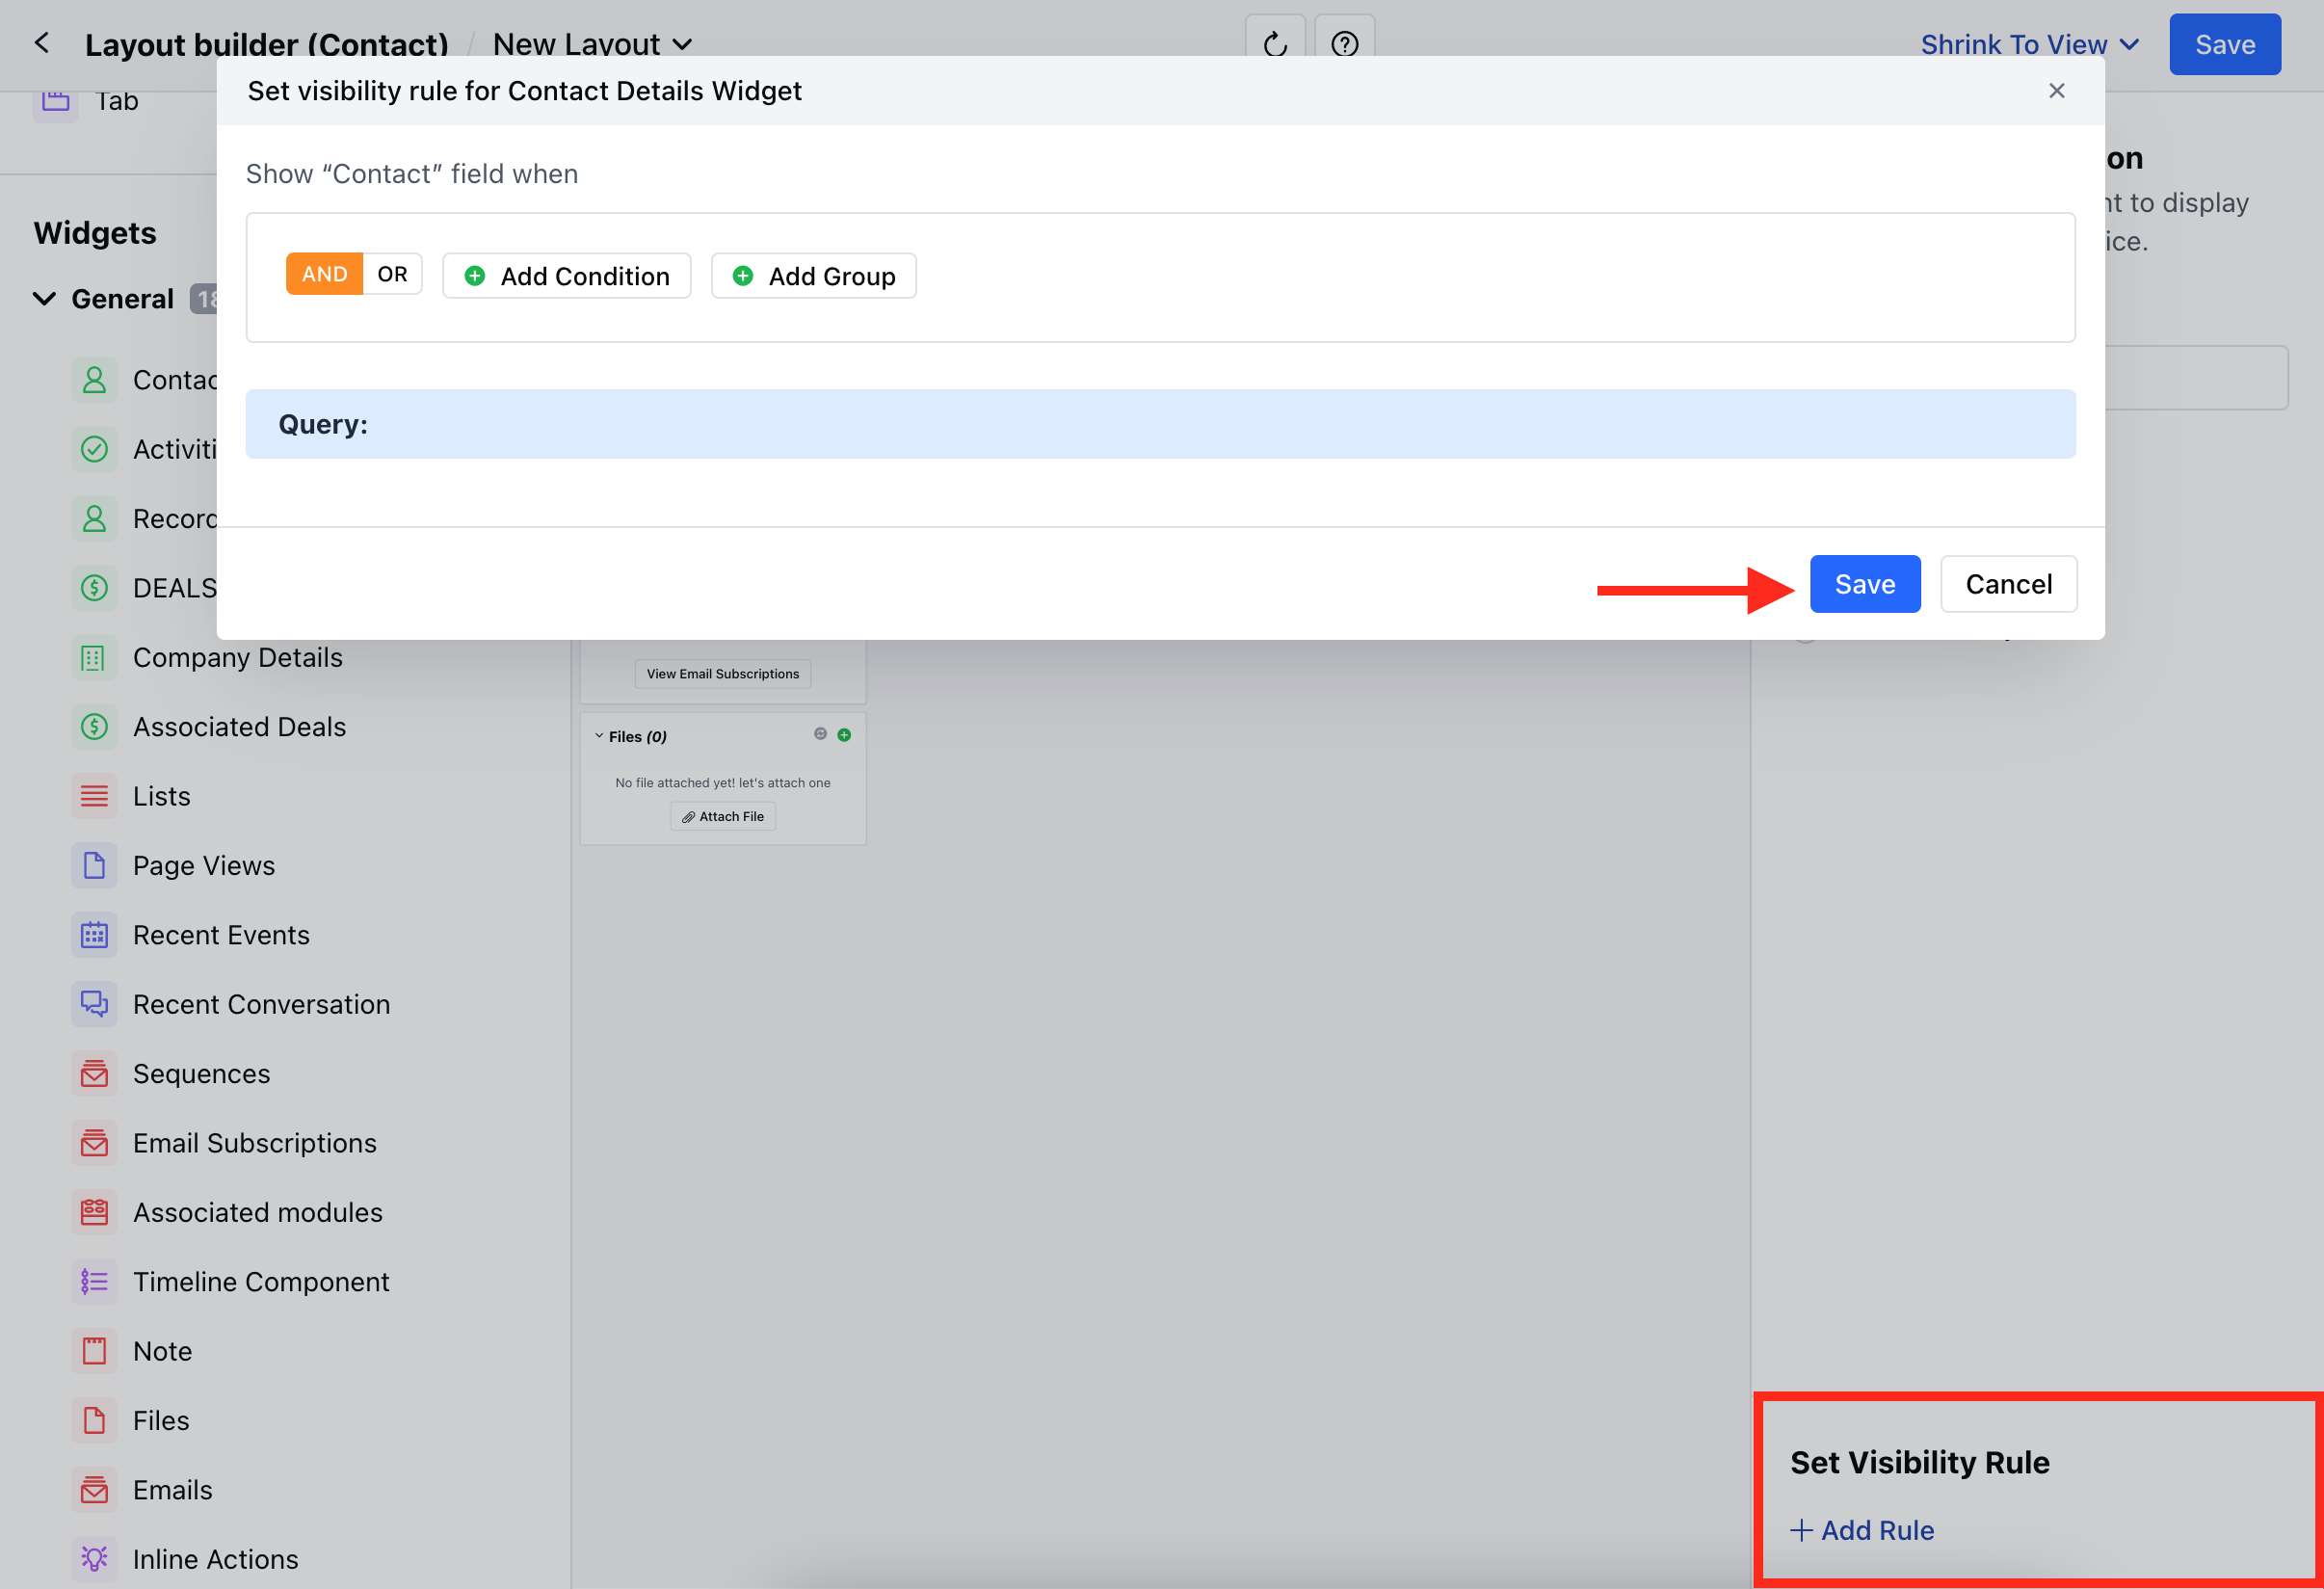 Layout builder (Contact) / New Layout
Shrink To View
Save
Tab
Set visibility rule for Contact Details Widget
Show “Contact” field when
AND OR Add Condition Add Group
Query:
Save Cancel
on
nt to display
ice.
Widgets
General 18
Contac
Activiti
Record
DEALS
Company Details
Associated Deals
Lists
Page Views
Recent Events
Recent Conversation
Sequences
Email Subscriptions
Associated modules
Timeline Component
Note
Files
Emails
Inline Actions
View Email Subscriptions
Files (0)
No file attached yet! let's attach one
Attach File
Set Visibility Rule
+ Add Rule